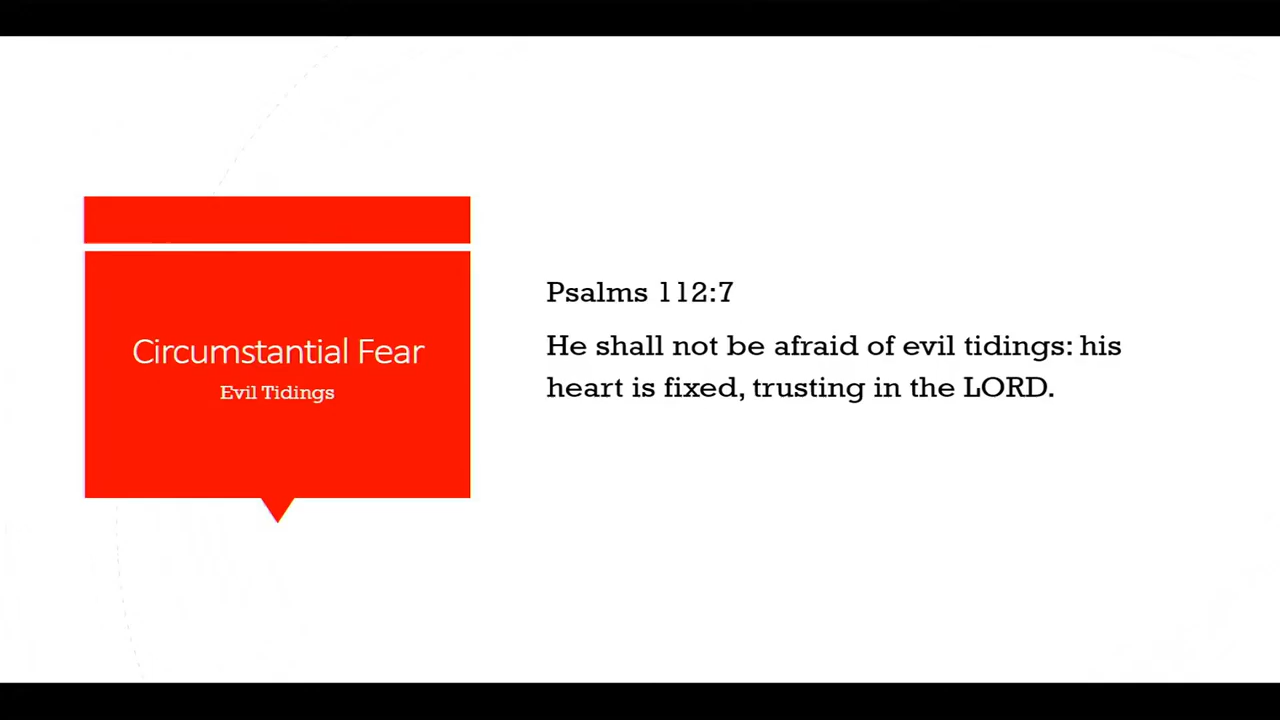 Circumstantial Fear
Evil Tidings
Psalms 112:7
He shall not be afraid of evil tidings: his
heart is fixed, trusting in the LORD.